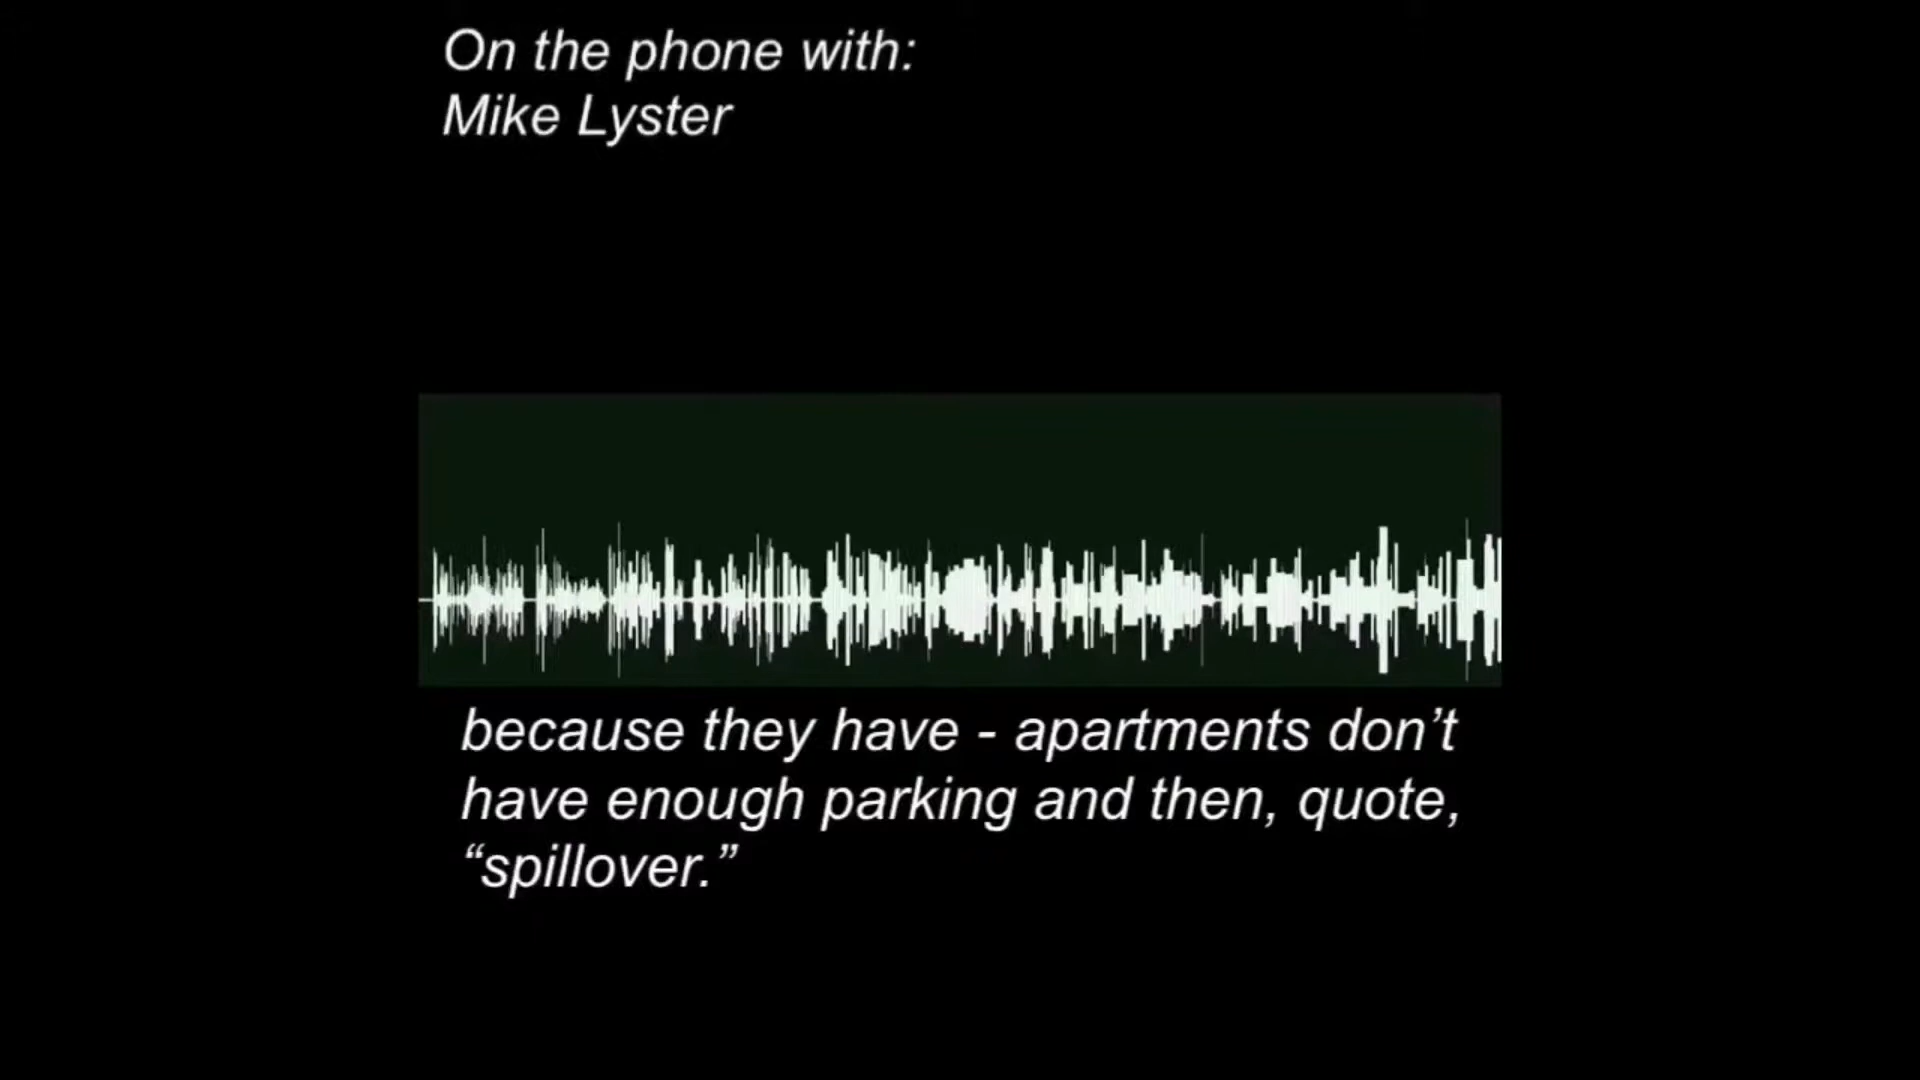 On the phone with:
Mike Lyster
because they have - apartments don’t
have enough parking and then, quote,
“spillover.”